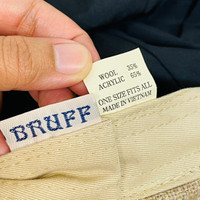 WOOL 35%
ACRYLIC 65%
ONE SIZE FITS ALL
MADE IN VIETNAM
BRUFF